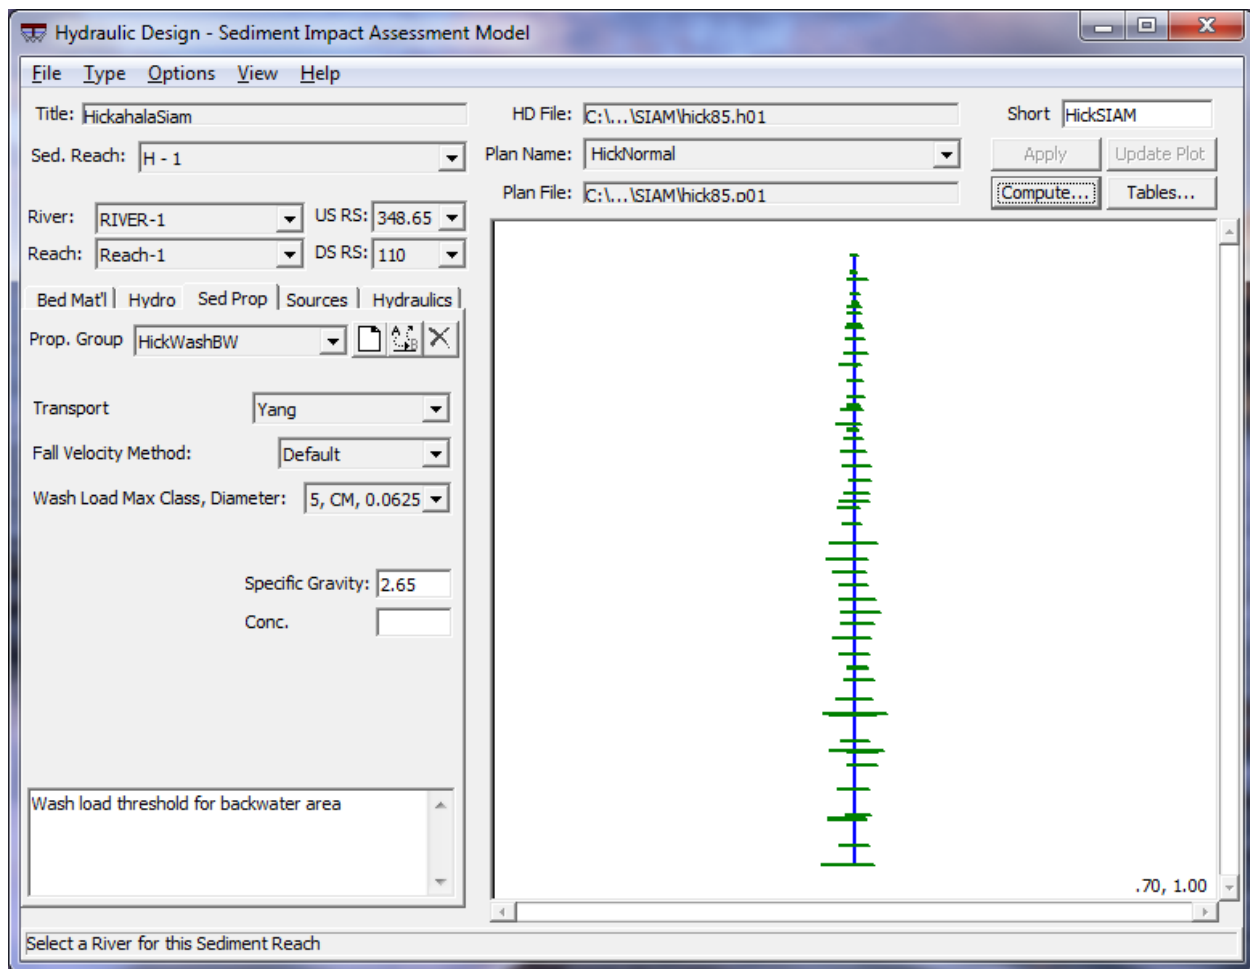 Hydraulic Design - Sediment Impact Assessment Model
File Type Options View Help
Title: HickahalaSiam
HD File: C:\...\SIAM\hick85.h01
Short HickSIAM
Sed. Reach: H - 1
Plan Name: HickNormal
Apply Update Plot
Plan File: C:\...\SIAM\hick85.p01
Compute... Tables...
River: RIVER-1 US RS: 348.65
Reach: Reach-1 DS RS: 110
Bed Mat'l Hydro Sed Prop Sources Hydraulics
Prop. Group HickWashBW
Transport Yang
Fall Velocity Method: Default
Wash Load Max Class, Diameter: 5, CM, 0.0625
Specific Gravity: 2.65
Conc.
Wash load threshold for backwater area
.70, 1.00
Select a River for this Sediment Reach